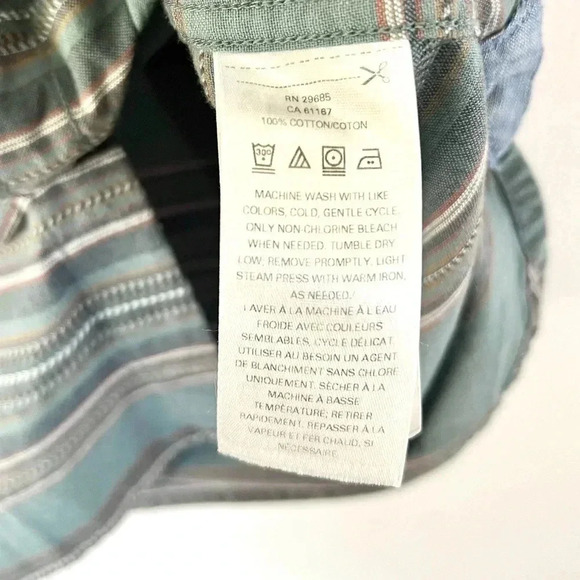 RN 29685
CA 61167
100% COTTON/COTON
30C
MACHINE WASH WITH LIKE
COLORS, COLD, GENTLE CYCLE.
ONLY NON-CHLORINE BLEACH
WHEN NEEDED. TUMBLE DRY
LOW; REMOVE PROMPTLY. LIGHT
STEAM PRESS WITH WARM IRON,
AS NEEDED./
LAVER À LA MACHINE À L'EAU
FROIDE AVEC COULEURS
SEMBLABLES, CYCLE DÉLICAT.
UTILISER AU BESOIN UN AGENT
DE BLANCHIMENT SANS CHLORE
UNIQUEMENT. SÉCHER À LA
MACHINE À BASSE
TEMPÉRATURE; RETIRER
RAPIDEMENT. REPASSER À LA
VAPEUR ET FER CHAUD, SI
NÉCESSAIRE.